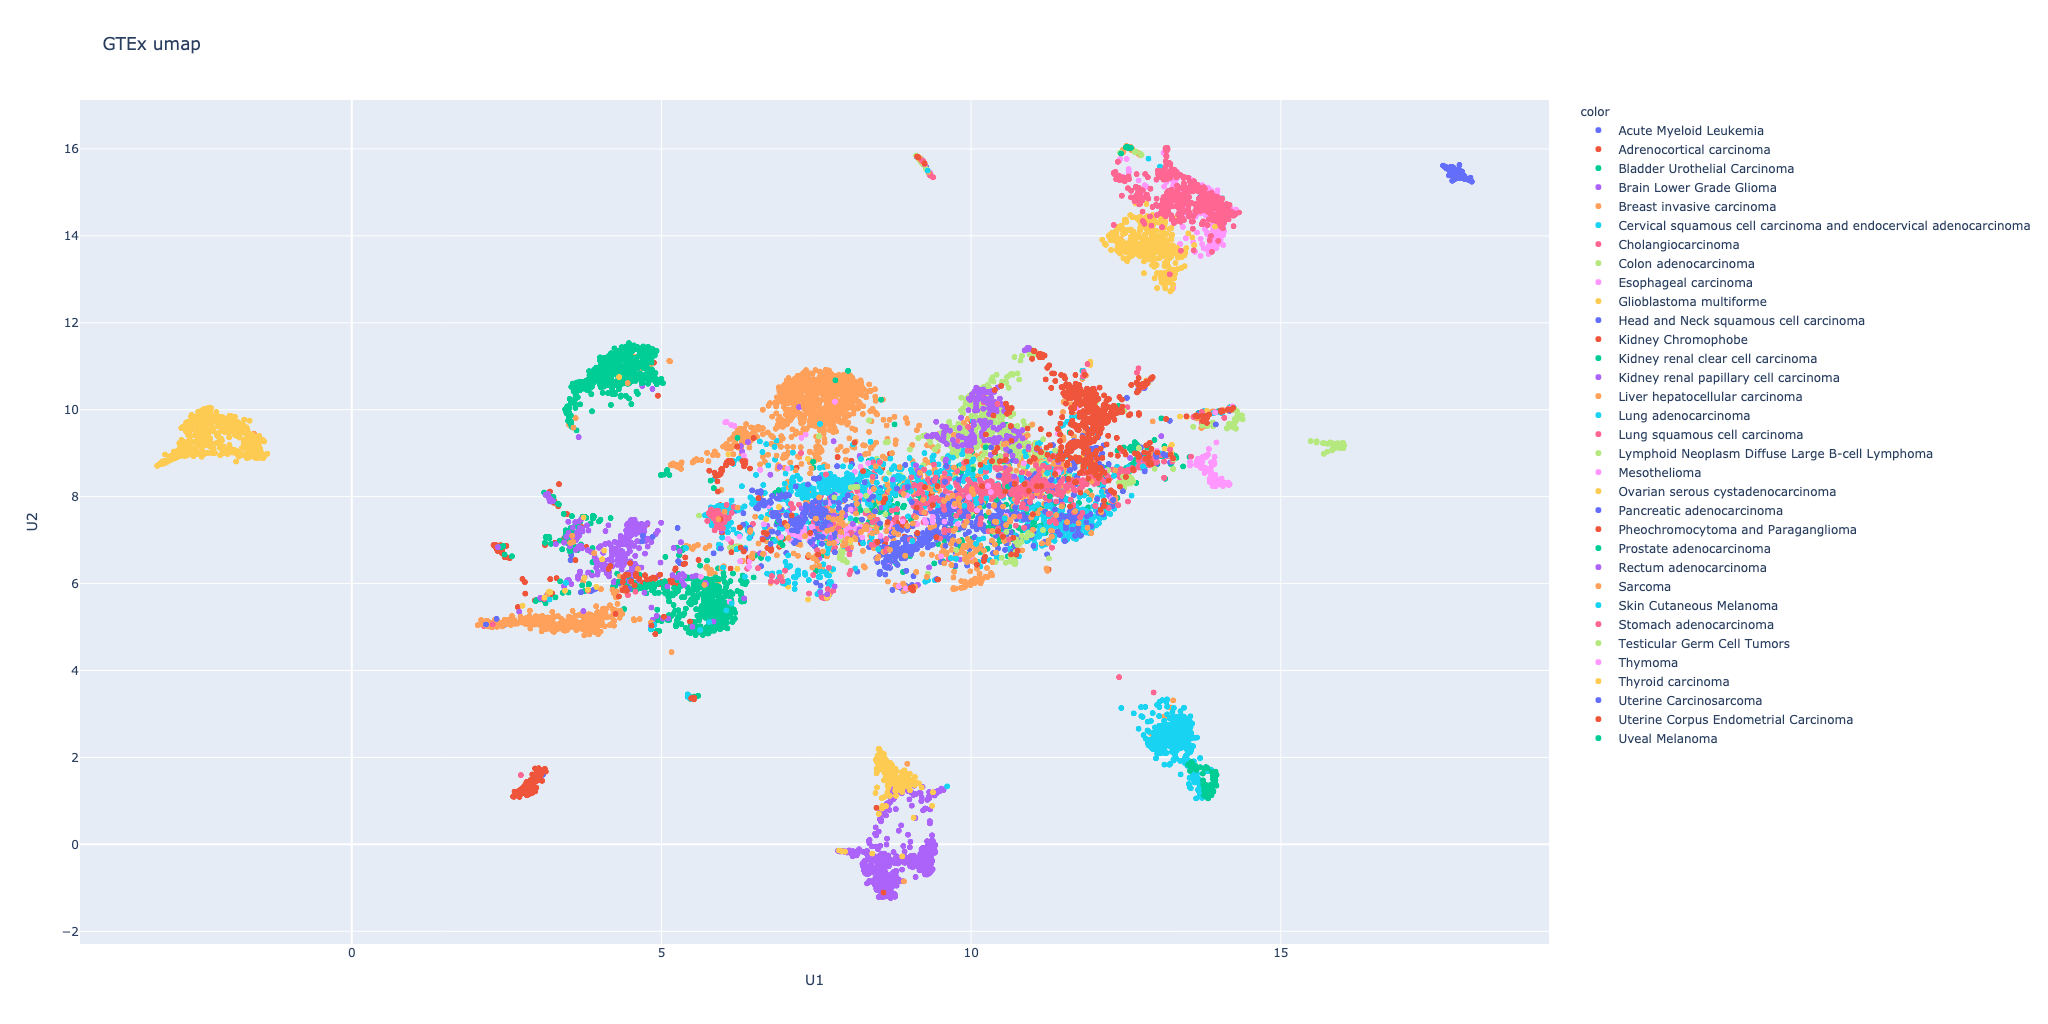 GTEx umap
16
14
12
10
8
6
4
2
0
−2
U2
0
5
10
15
U1
color
Acute Myeloid Leukemia
Adrenocortical carcinoma
Bladder Urothelial Carcinoma
Brain Lower Grade Glioma
Breast invasive carcinoma
Cervical squamous cell carcinoma and endocervical adenocarcinoma
Cholangiocarcinoma
Colon adenocarcinoma
Esophageal carcinoma
Glioblastoma multiforme
Head and Neck squamous cell carcinoma
Kidney Chromophobe
Kidney renal clear cell carcinoma
Kidney renal papillary cell carcinoma
Liver hepatocellular carcinoma
Lung adenocarcinoma
Lung squamous cell carcinoma
Lymphoid Neoplasm Diffuse Large B-cell Lymphoma
Mesothelioma
Ovarian serous cystadenocarcinoma
Pancreatic adenocarcinoma
Pheochromocytoma and Paraganglioma
Prostate adenocarcinoma
Rectum adenocarcinoma
Sarcoma
Skin Cutaneous Melanoma
Stomach adenocarcinoma
Testicular Germ Cell Tumors
Thymoma
Thyroid carcinoma
Uterine Carcinosarcoma
Uterine Corpus Endometrial Carcinoma
Uveal Melanoma